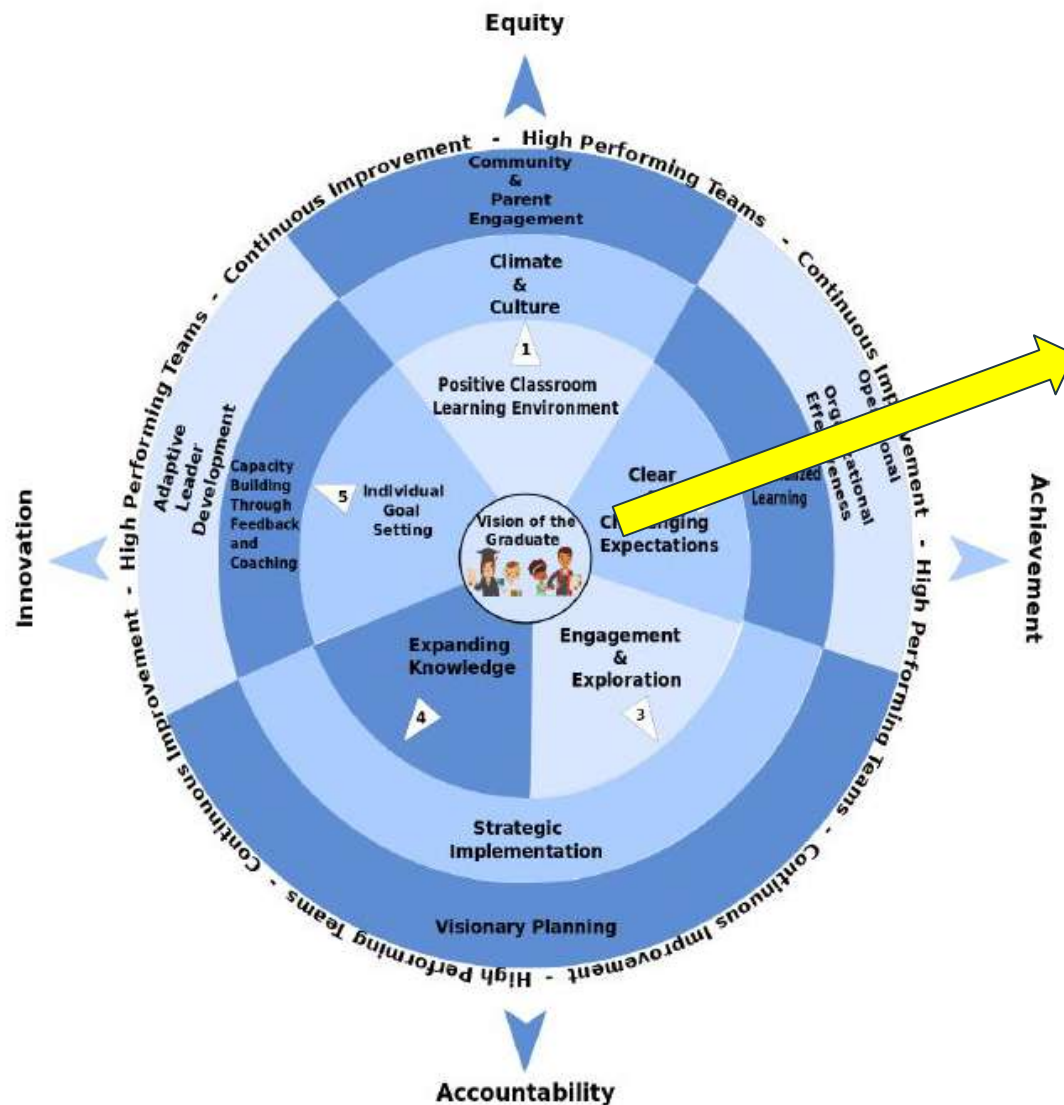 Equity
High Performing Teams - Continuous Improvement - High Performing Teams - Continuous Improvement - High Performing Teams - Continuous Improvement - High Performing Teams - Continuous Improvement -
Community
&
Parent
Engagement
Climate
&
Culture
1
Positive Classroom
Learning Environment
Adaptive
Leader
Development
Capacity
Building
Through
Feedback
and
Coaching
5
Individual
Goal
Setting
Vision of the
Graduate
Clear
Expectations
Learning
Innovation
Achievement
Expanding
Knowledge
4
Engagement
&
Exploration
3
Strategic
Implementation
Visionary Planning
Accountability